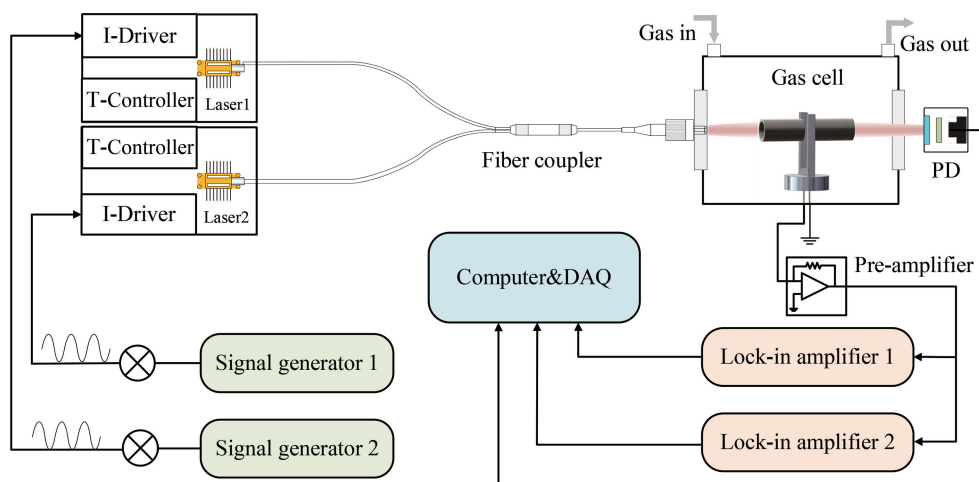 I-Driver
T-Controller
Laser1
T-Controller
I-Driver
Laser2
Fiber coupler
Gas in
Gas out
Gas cell
PD
Pre-amplifier
Computer&DAQ
Signal generator 1
Lock-in amplifier 1
Signal generator 2
Lock-in amplifier 2